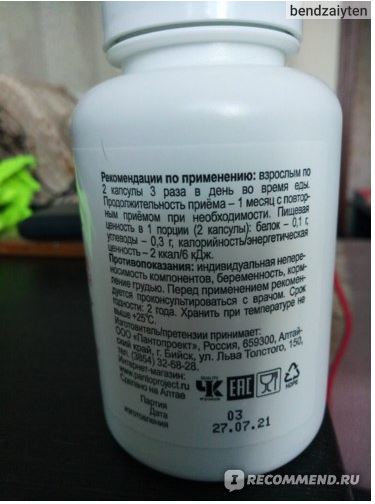 bendzaiyten
Рекомендации по применению: взрослым по
2 капсулы 3 раза в день во время еды.
Продолжительность приёма – 1 месяц с повтор-
ным приёмом при необходимости. Пищевая
ценность в 1 порции (2 капсулы): белок – 0,1 г,
углеводы – 0,3 г, калорийность/энергетическая
ценность – 2 ккал/6 кДж.
Противопоказания: индивидуальная непере-
носимость компонентов, беременность, корм-
ление грудью. Перед применением рекомен-
дуется проконсультироваться с врачом. Срок
годности: 2 года. Хранить при температуре не
выше +25°С.
Изготовитель/претензии принимает:
ООО «Пантопроект», Россия, 659300, Алтай-
ский край, г. Бийск, ул. Льва Толстого, 150,
тел. (3854) 32-68-28.
Интернет-магазин:
www.pantoproject.ru
Сделано на Алтае
ЧК
EAC
HDPE
Партия
Дата
изготовления
03
27.07.21
IRECOMMEND.RU